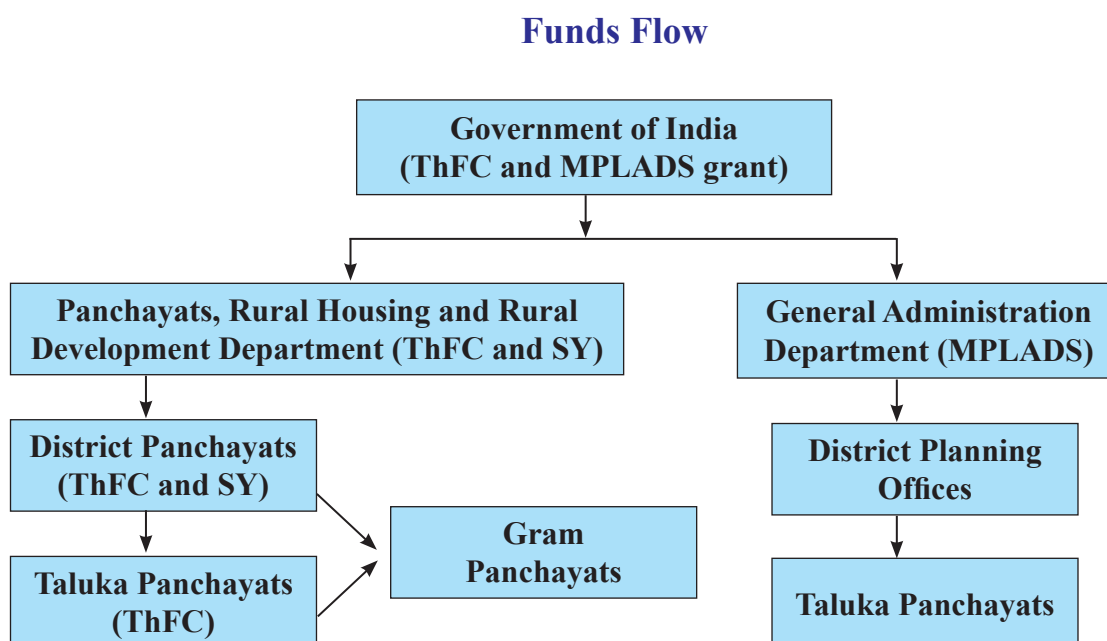 Funds Flow
Government of India
(ThFC and MPLADS grant)
Panchayats, Rural Housing and Rural
Development Department (ThFC and SY)
General Administration
Department (MPLADS)
District Panchayats
(ThFC and SY)
District Planning
Offices
Gram
Panchayats
Taluka Panchayats
(ThFC)
Taluka Panchayats